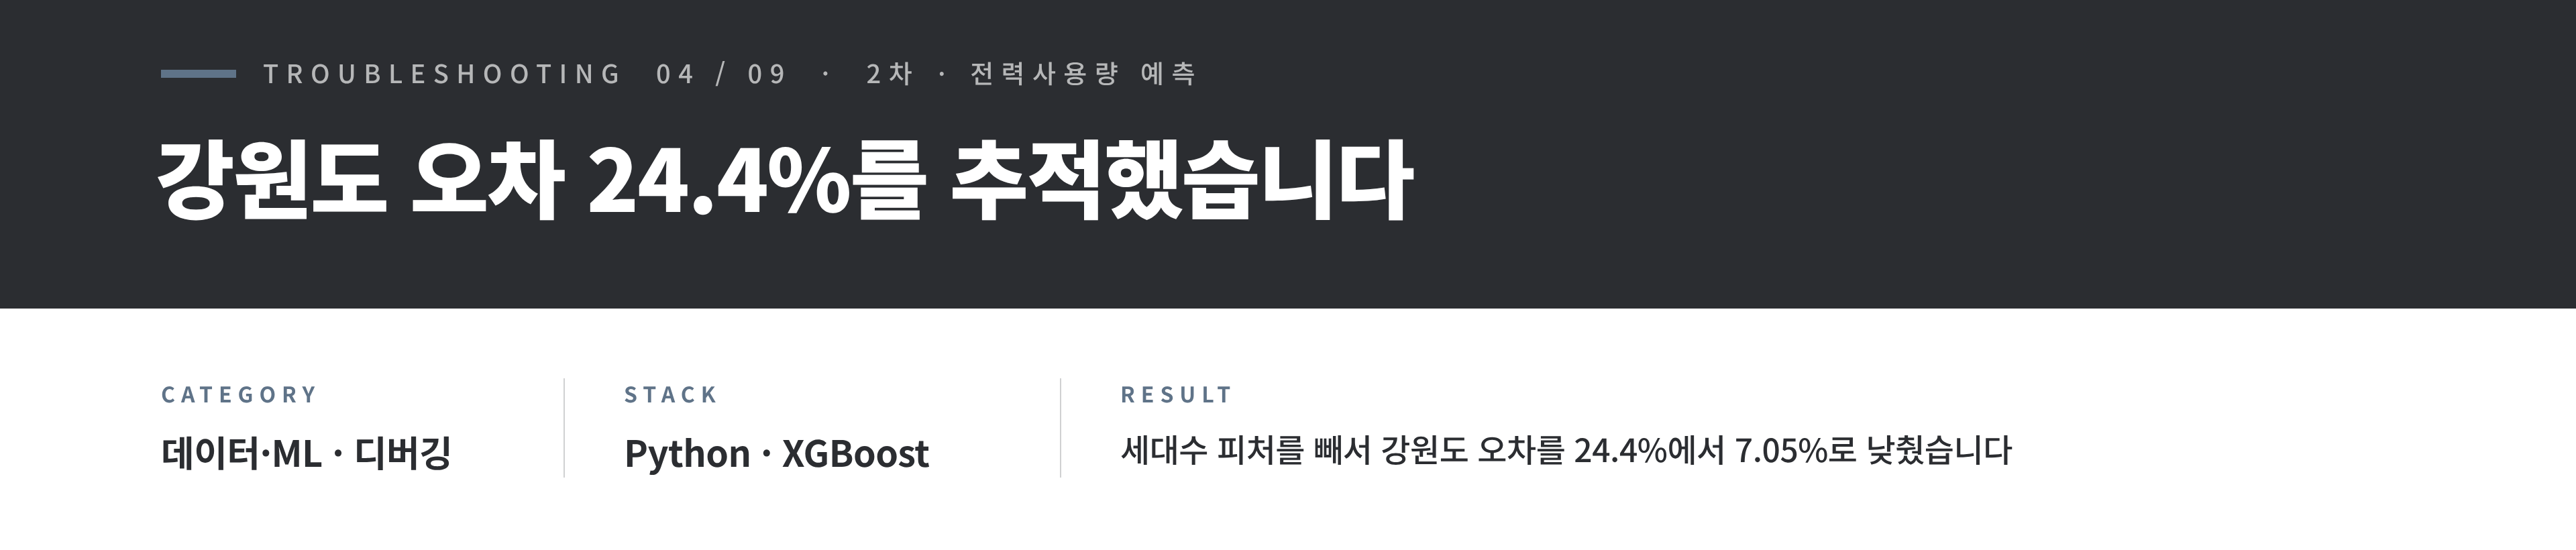 TROUBLESHOOTING 04 / 09 · 2차 · 전력사용량 예측
강원도 오차 24.4%를 추적했습니다
CATEGORY
데이터·ML · 디버깅
STACK
Python · XGBoost
RESULT
세대수 피처를 빼서 강원도 오차를 24.4%에서 7.05%로 낮췄습니다